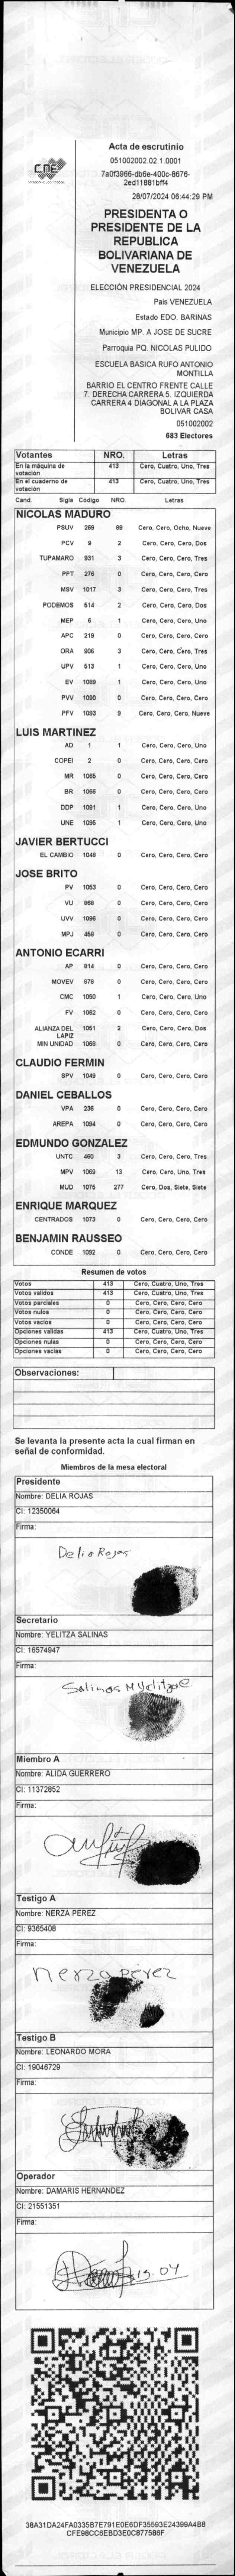 Acta de escrutinio
CNE
051002002.02.1.0001
7a0f3966-db6e-400c-8676-
2ed11881bff4
28/07/2024 06:44:29 PM
PRESIDENTA O
PRESIDENTE DE LA
REPUBLICA
BOLIVARIANA DE
VENEZUELA
ELECCIÓN PRESIDENCIAL 2024
Pais VENEZUELA
Estado EDO. BARINAS
Municipio MP. A JOSE DE SUCRE
Parroquia PQ. NICOLAS PULIDO
ESCUELA BASICA RUFO ANTONIO
MONTILLA
BARRIO EL CENTRO FRENTE CALLE
7. DERECHA CARRERA 5. IZQUIERDA
CARRERA 4 DIAGONAL A LA PLAZA
BOLIVAR CASA
051002002
683 Electores
Votantes NRO. Letras
En la máquina de votación 413 Cero, Cuatro, Uno, Tres
En el cuaderno de votación 413 Cero, Cuatro, Uno, Tres
Cand. Sigla Código NRO. Letras
NICOLAS MADURO
PSUV 269 89 Cero, Cero, Ocho, Nueve
PCV 9 2 Cero, Cero, Cero, Dos
TUPAMARO 931 3 Cero, Cero, Cero, Tres
PPT 276 0 Cero, Cero, Cero, Cero
MSV 1017 3 Cero, Cero, Cero, Tres
PODEMOS 514 2 Cero, Cero, Cero, Dos
MEP 6 1 Cero, Cero, Cero, Uno
APC 219 0 Cero, Cero, Cero, Cero
ORA 906 3 Cero, Cero, Cero, Tres
UPV 513 1 Cero, Cero, Cero, Uno
EV 1089 1 Cero, Cero, Cero, Uno
PVV 1090 0 Cero, Cero, Cero, Cero
PFV 1093 9 Cero, Cero, Cero, Nueve
LUIS MARTINEZ
AD 1 1 Cero, Cero, Cero, Uno
COPEI 2 0 Cero, Cero, Cero, Cero
MR 1065 0 Cero, Cero, Cero, Cero
BR 1066 0 Cero, Cero, Cero, Cero
DDP 1091 1 Cero, Cero, Cero, Uno
UNE 1095 1 Cero, Cero, Cero, Uno
JAVIER BERTUCCI
EL CAMBIO 1048 0 Cero, Cero, Cero, Cero
JOSE BRITO
PV 1053 0 Cero, Cero, Cero, Cero
VU 868 0 Cero, Cero, Cero, Cero
UVV 1096 0 Cero, Cero, Cero, Cero
MPJ 458 0 Cero, Cero, Cero, Cero
ANTONIO ECARRI
AP 814 0 Cero, Cero, Cero, Cero
MOVEV 878 0 Cero, Cero, Cero, Cero
CMC 1050 1 Cero, Cero, Cero, Uno
FV 1062 0 Cero, Cero, Cero, Cero
ALIANZA DEL LAPIZ 1051 2 Cero, Cero, Cero, Dos
MIN UNIDAD 1068 0 Cero, Cero, Cero, Cero
CLAUDIO FERMIN
SPV 1049 0 Cero, Cero, Cero, Cero
DANIEL CEBALLOS
VPA 236 0 Cero, Cero, Cero, Cero
AREPA 1094 0 Cero, Cero, Cero, Cero
EDMUNDO GONZALEZ
UNTC 460 3 Cero, Cero, Cero, Tres
MPV 1069 13 Cero, Cero, Uno, Tres
MUD 1075 277 Cero, Dos, Siete, Siete
ENRIQUE MARQUEZ
CENTRADOS 1073 0 Cero, Cero, Cero, Cero
BENJAMIN RAUSSEO
CONDE 1092 0 Cero, Cero, Cero, Cero
Resumen de votos
Votos 413 Cero, Cuatro, Uno, Tres
Votos validos 413 Cero, Cuatro, Uno, Tres
Votos parciales 0 Cero, Cero, Cero, Cero
Votos nulos 0 Cero, Cero, Cero, Cero
Votos vacios 0 Cero, Cero, Cero, Cero
Opciones validas 413 Cero, Cuatro, Uno, Tres
Opciones nulas 0 Cero, Cero, Cero, Cero
Opciones vacias 0 Cero, Cero, Cero, Cero
Observaciones:
Se levanta la presente acta la cual firman en
señal de conformidad.
Miembros de la mesa electoral
Presidente
Nombre: DELIA ROJAS
CI: 12350064
Firma:
Delia Rojas
Secretario
Nombre: YELITZA SALINAS
CI: 16574947
Firma:
Salinas M Yelitza
Miembro A
Nombre: ALIDA GUERRERO
CI: 11372852
Firma:
Testigo A
Nombre: NERZA PEREZ
CI: 9365408
Firma:
nerza perez
Testigo B
Nombre: LEONARDO MORA
CI: 19046729
Firma:
Operador
Nombre: DAMARIS HERNANDEZ
CI: 21551351
Firma:
38A31DA24FA0335B7E791E0E6DF35593E24399A4B8
CFE98CC6EBD3E0C877586F